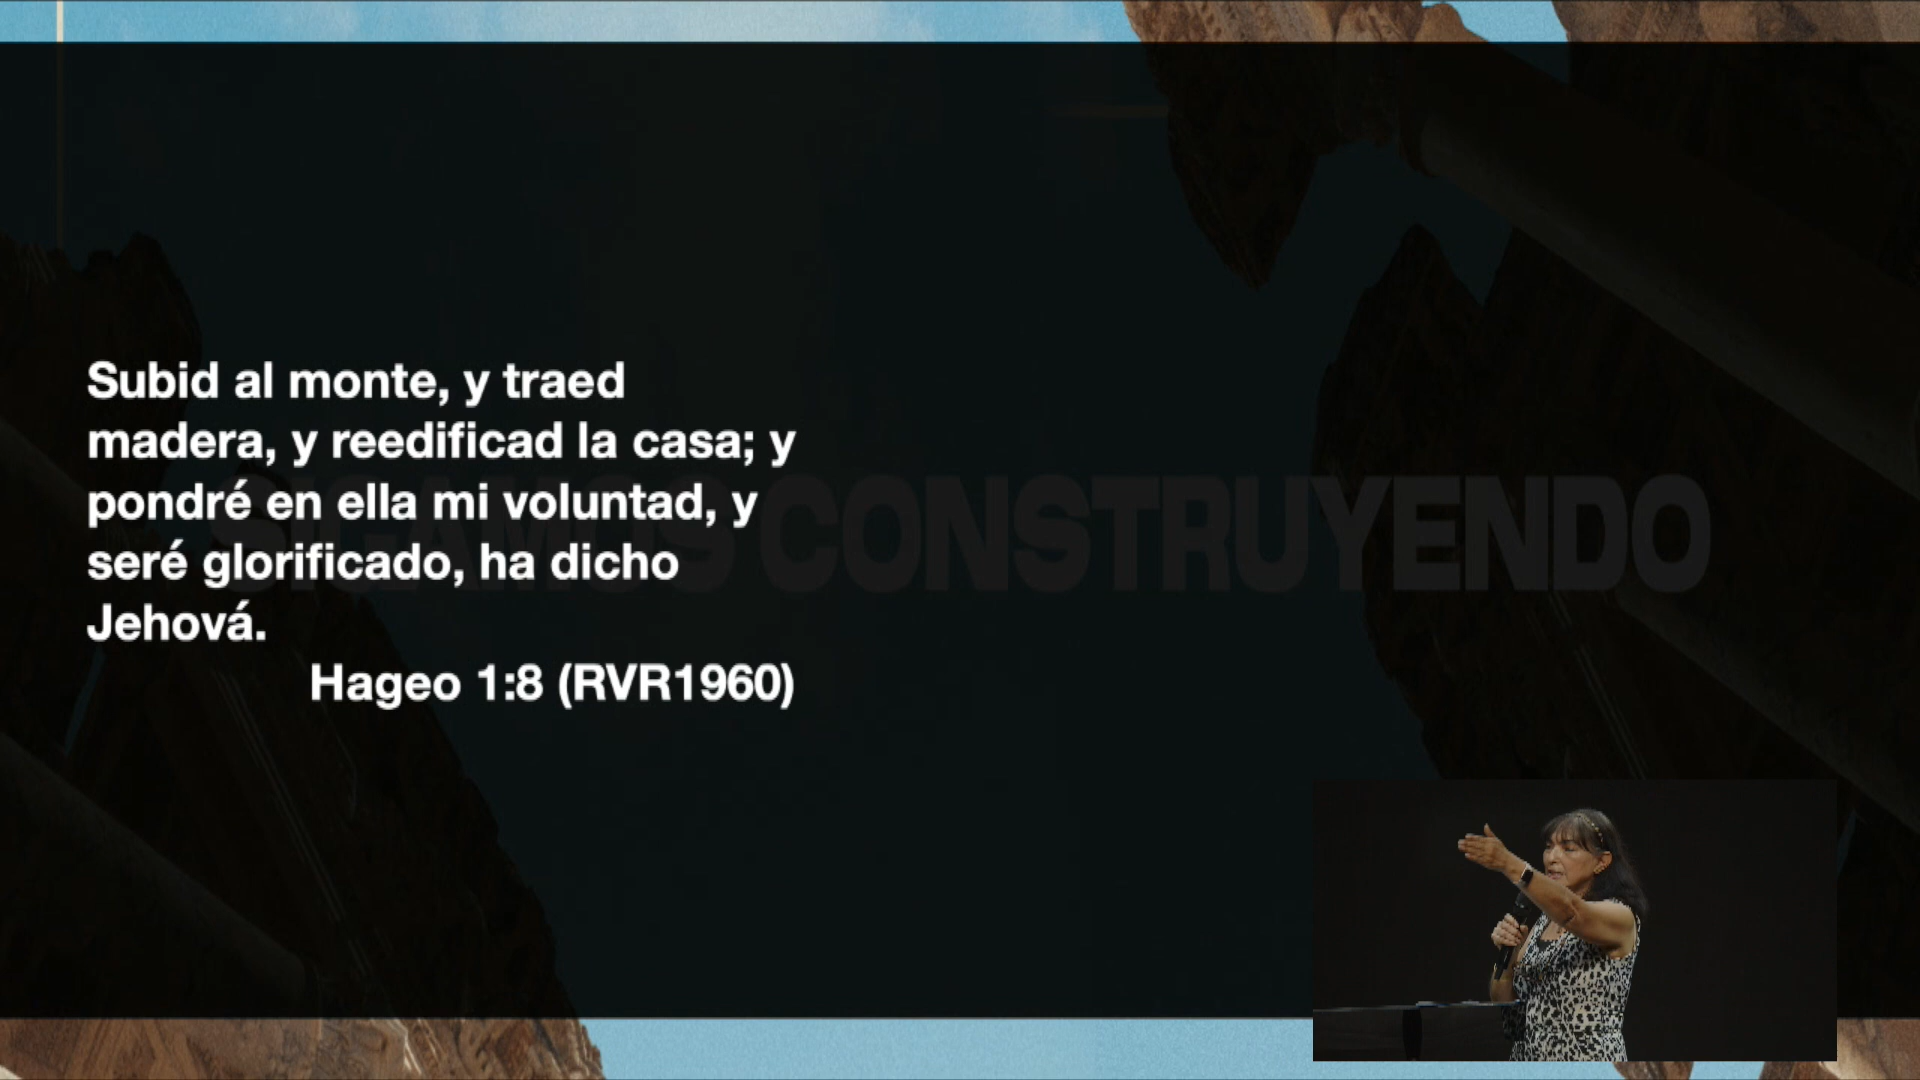 Subid al monte, y traed
madera, y reedificad la casa; y
pondré en ella mi voluntad, y
seré glorificado, ha dicho
Jehová.
Hageo 1:8 (RVR1960)
SIGAMOS CONSTRUYENDO